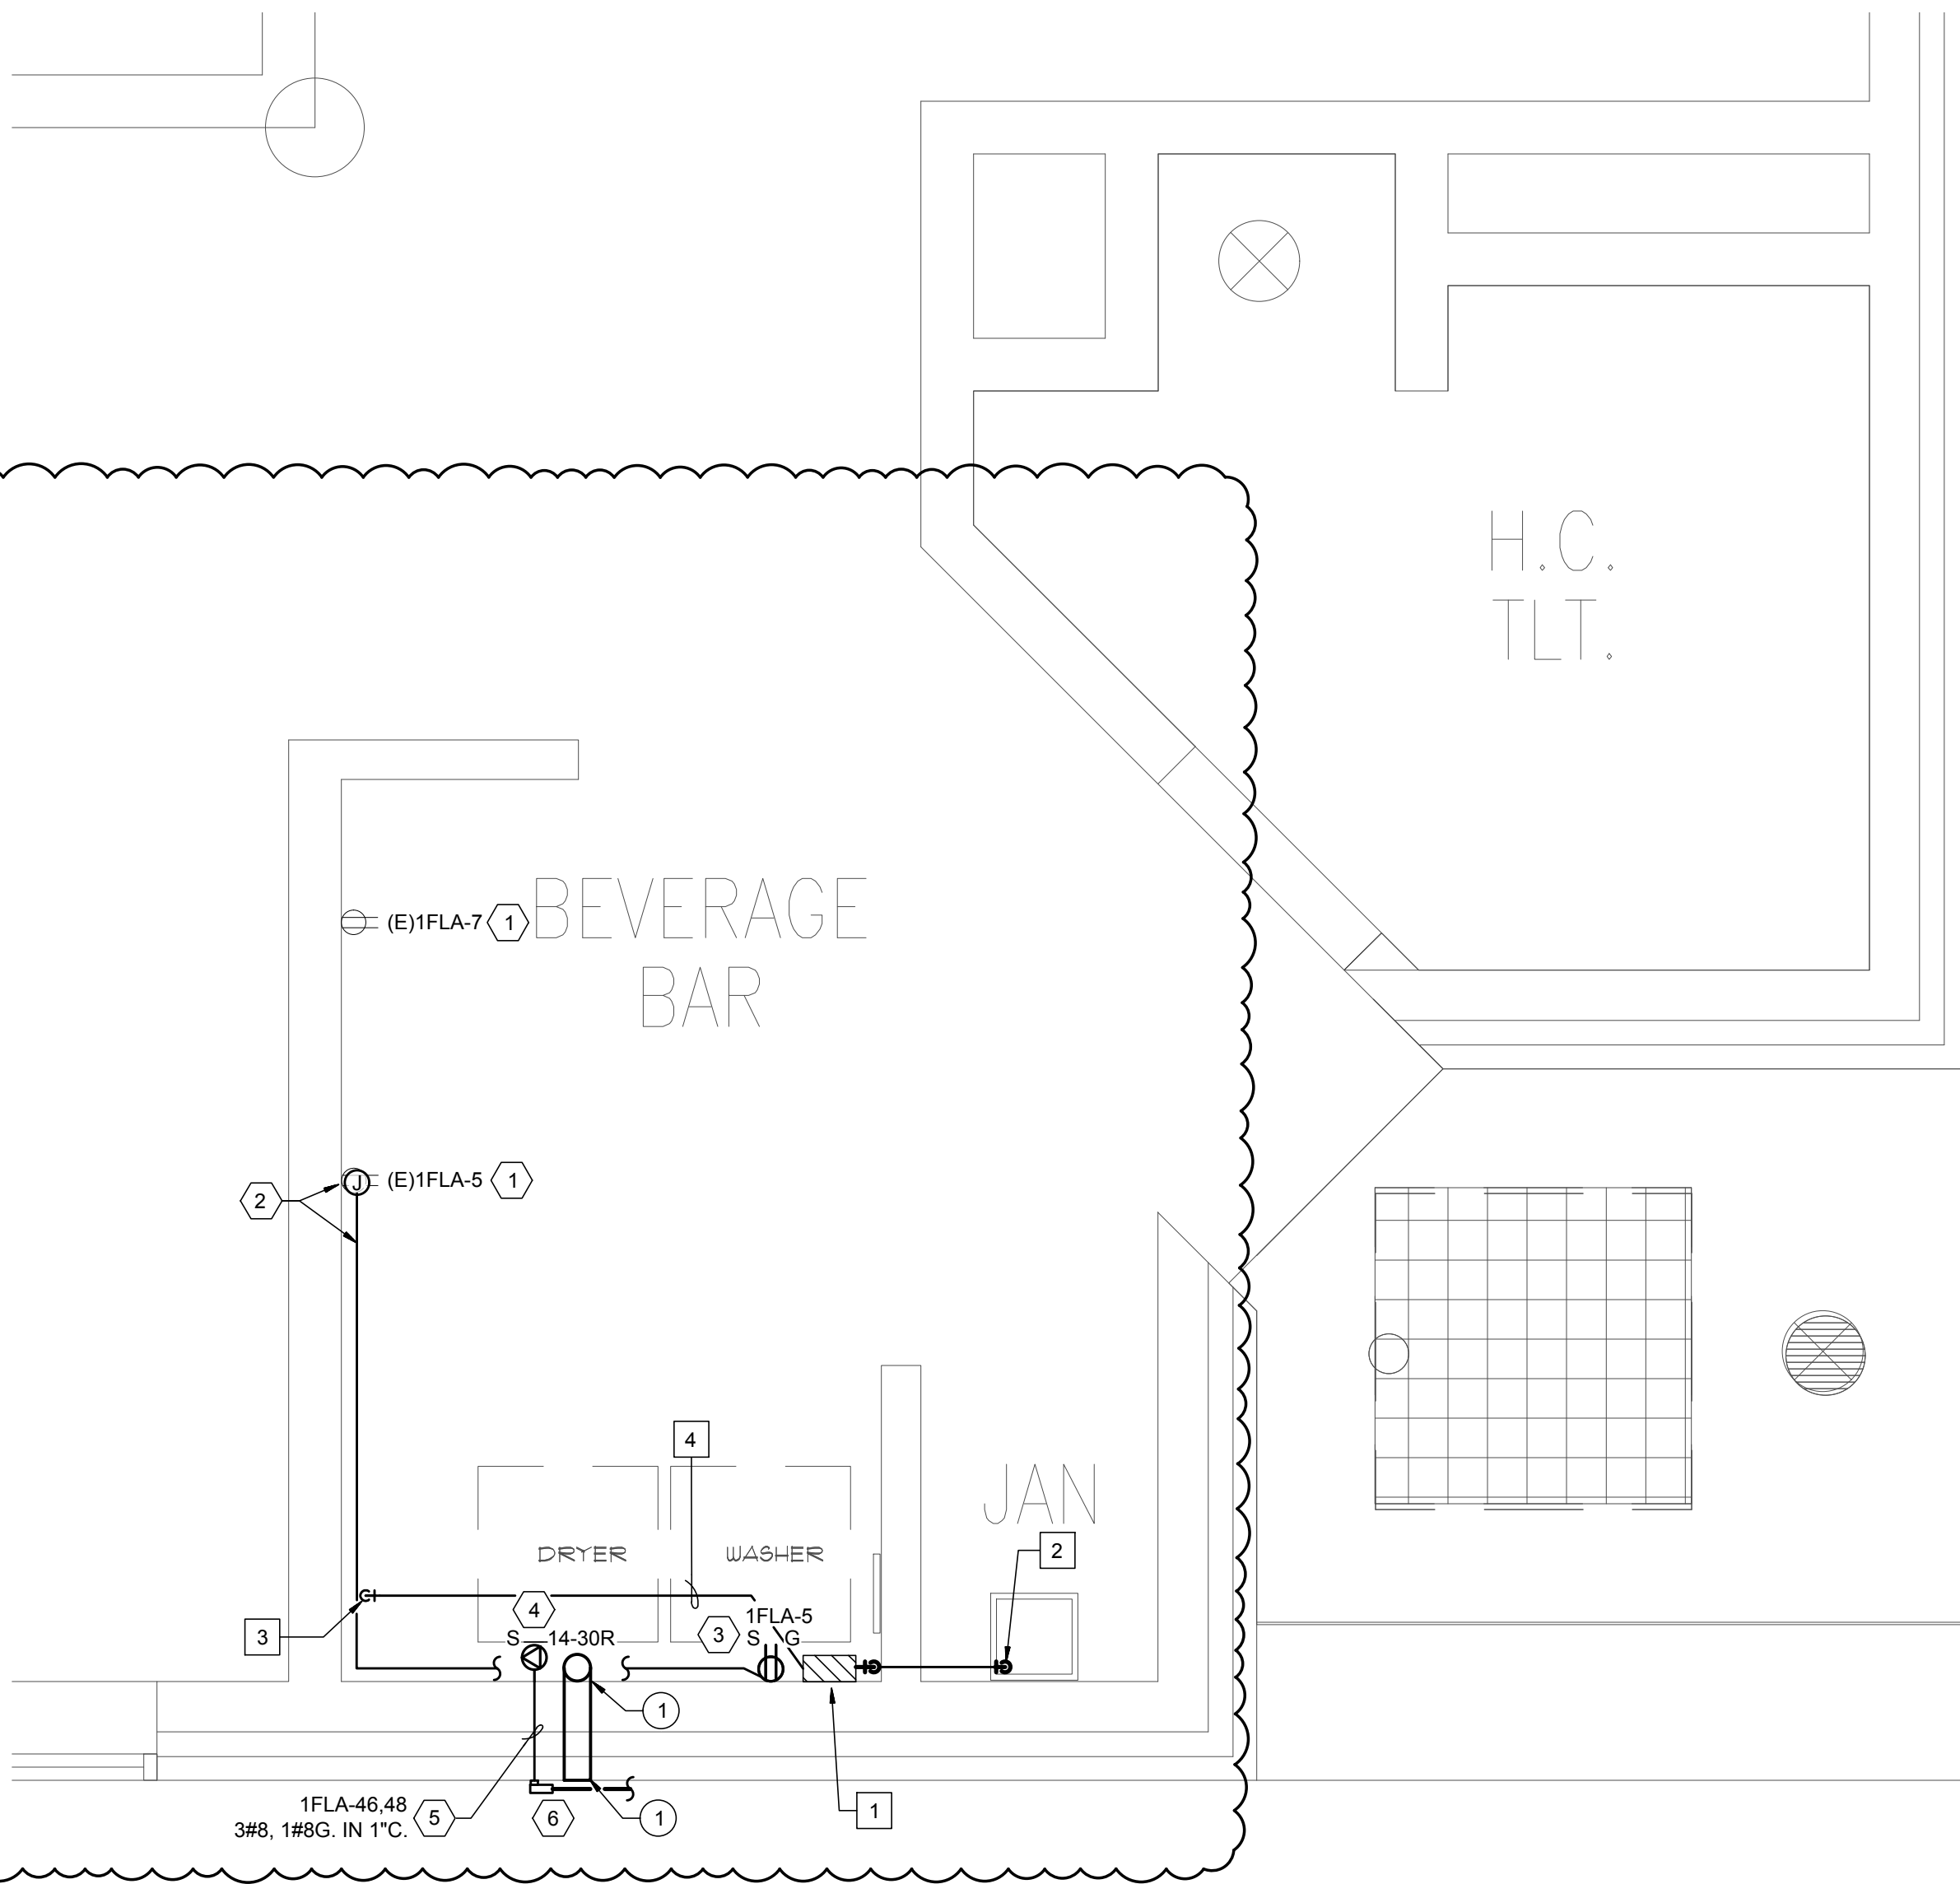 H.C.
TLT.
(E)1FLA-7 1
BEVERAGE
BAR
J (E)1FLA-5 1
2
4
JAN
DRYER
WASHER
2
4
3
1FLA-5
3 S G
S 14-30R
1
1FLA-46,48
3#8, 1#8G. IN 1"C.
5
6
1
1